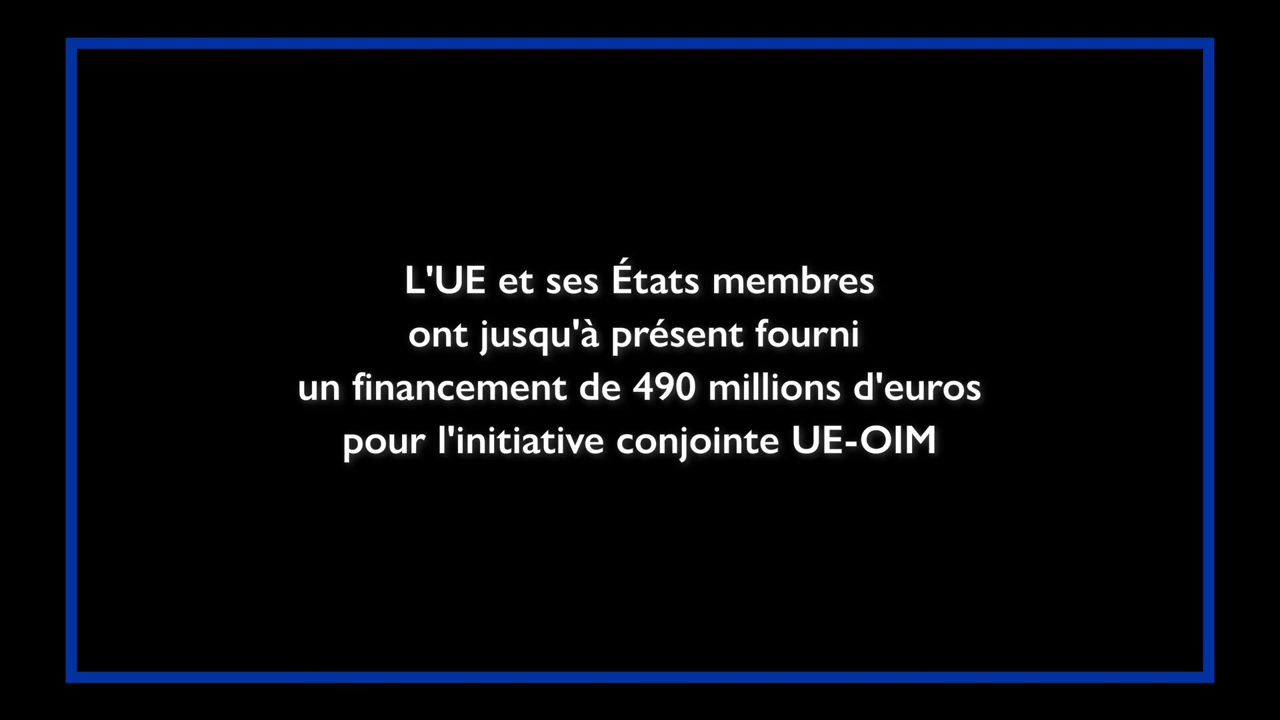 L'UE et ses États membres
ont jusqu'à présent fourni
un financement de 490 millions d'euros
pour l'initiative conjointe UE-OIM